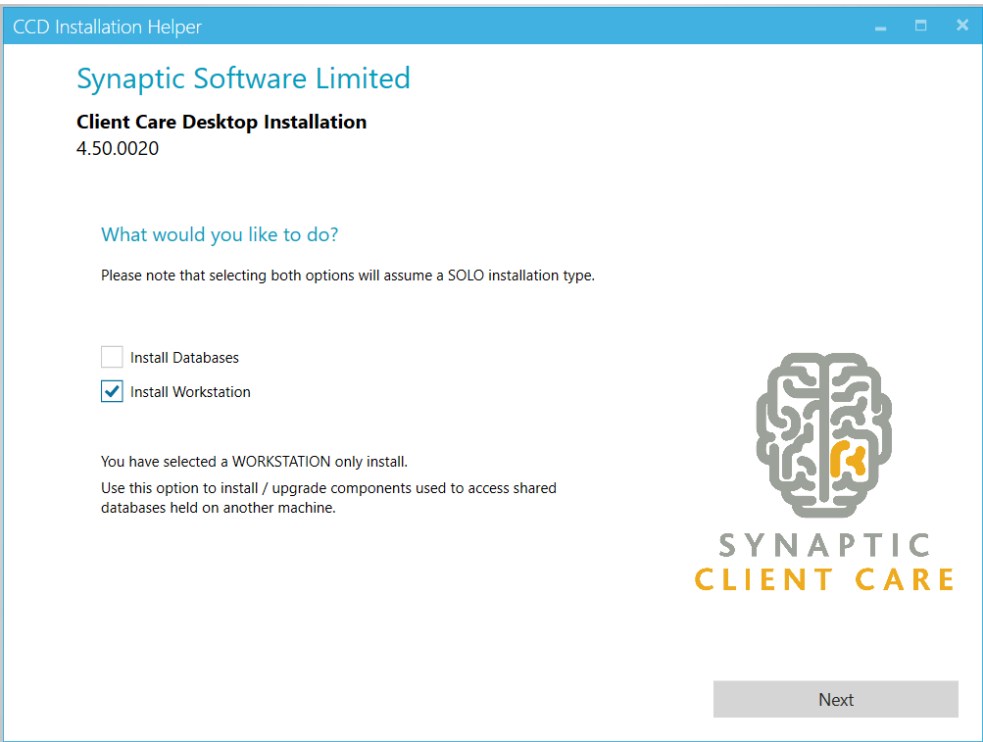 CCD Installation Helper
Synaptic Software Limited
Client Care Desktop Installation
4.50.0020
What would you like to do?
Please note that selecting both options will assume a SOLO installation type.
Install Databases
Install Workstation
You have selected a WORKSTATION only install.
Use this option to install / upgrade components used to access shared
databases held on another machine.
SYNAPTIC
CLIENT CARE
Next